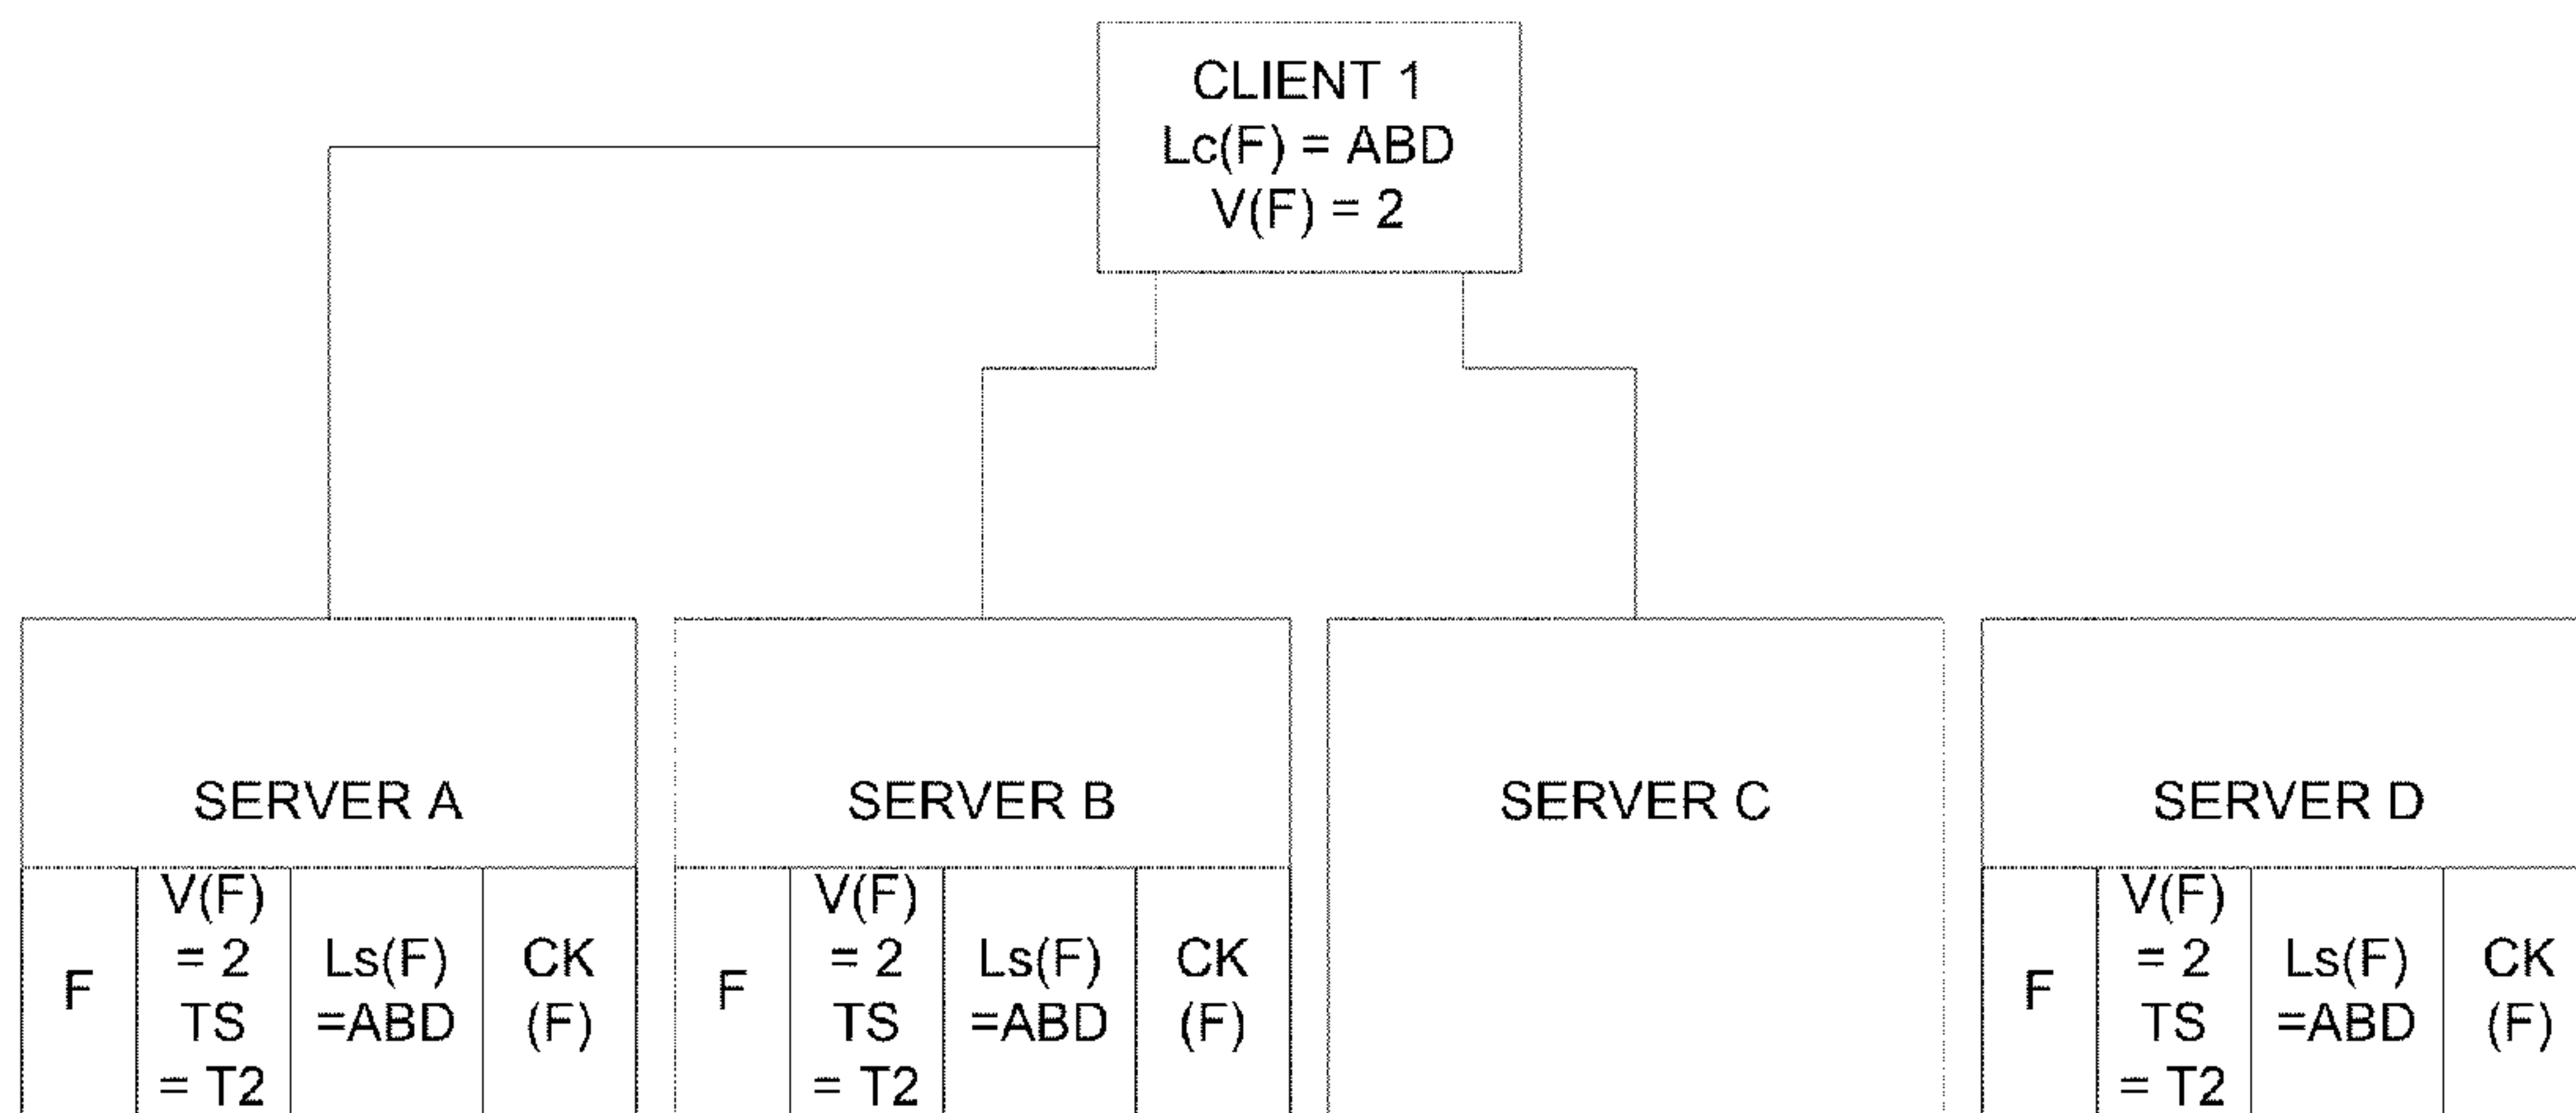 CLIENT 1
Lc(F) = ABD
V(F) = 2
SERVER A
F
V(F)
= 2
TS
= T2
Ls(F)
=ABD
CK
(F)
SERVER B
F
V(F)
= 2
TS
= T2
Ls(F)
=ABD
CK
(F)
SERVER C
SERVER D
F
V(F)
= 2
TS
= T2
Ls(F)
=ABD
CK
(F)